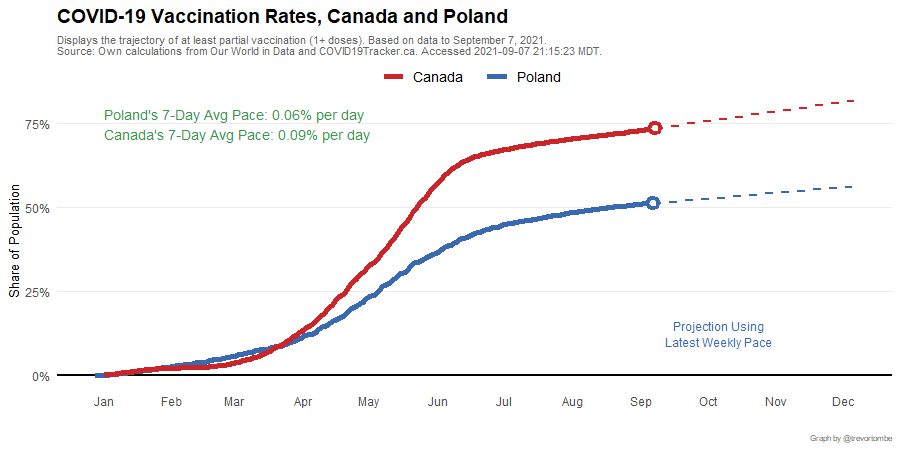 COVID-19 Vaccination Rates, Canada and Poland
Displays the trajectory of at least partial vaccination (1+ doses). Based on data to September 7, 2021.
Source: Own calculations from Our World in Data and COVID19Tracker.ca. Accessed 2021-09-07 21:15:23 MDT.
Canada Poland
Poland's 7-Day Avg Pace: 0.06% per day
Canada's 7-Day Avg Pace: 0.09% per day
75%
50%
25%
0%
Share of Population
Projection Using
Latest Weekly Pace
Jan Feb Mar Apr May Jun Jul Aug Sep Oct Nov Dec
Graph by @trevortombe